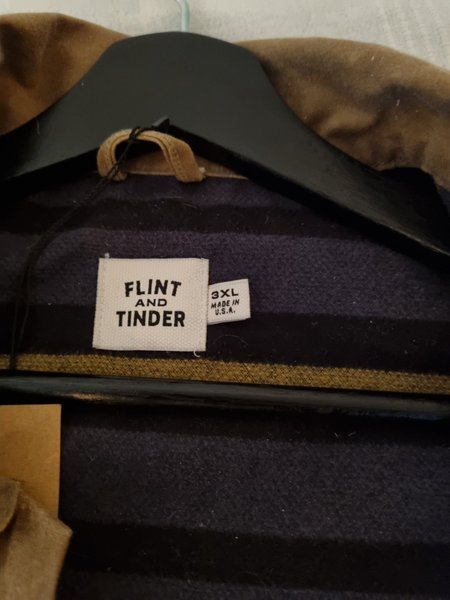 FLINT
AND
TINDER
3XL
MADE IN
U.S.A.